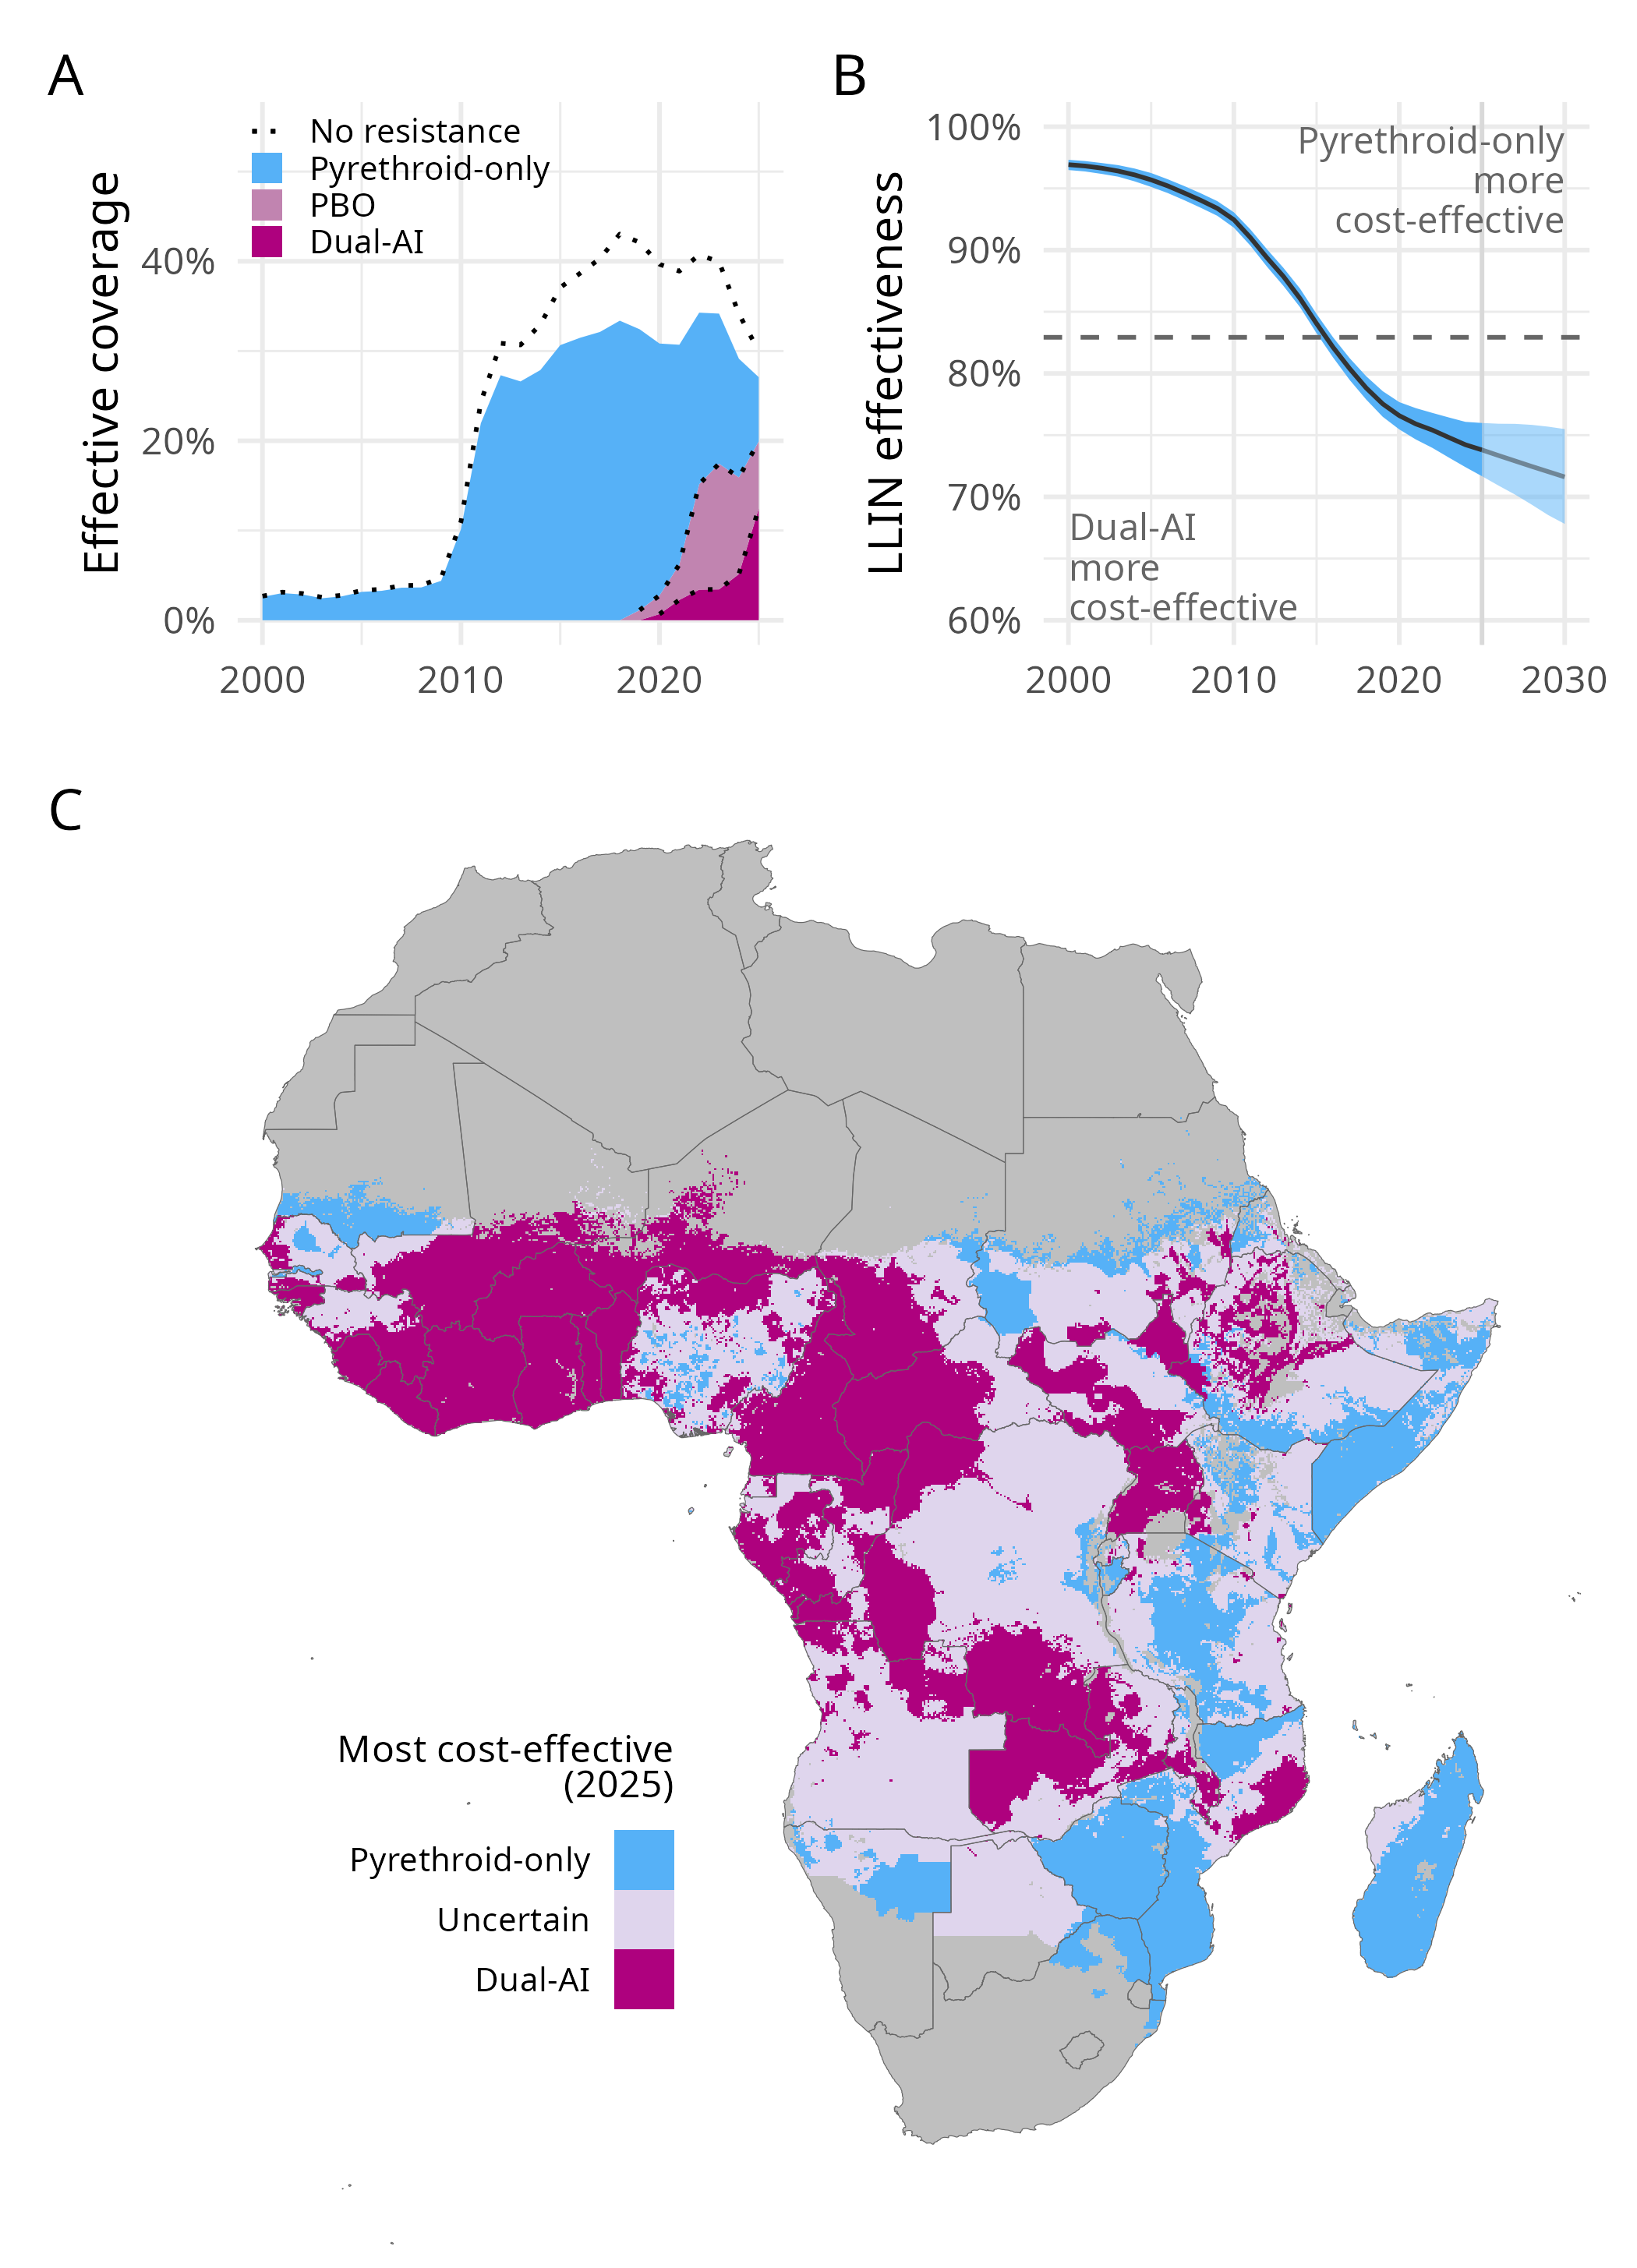 A
Effective coverage
No resistance
Pyrethroid-only
PBO
Dual-AI
40%
20%
0%
2000
2010
2020
B
LLIN effectiveness
100%
90%
80%
70%
60%
Pyrethroid-only
more
cost-effective
Dual-AI
more
cost-effective
2000
2010
2020
2030
C
Most cost-effective
(2025)
Pyrethroid-only
Uncertain
Dual-AI